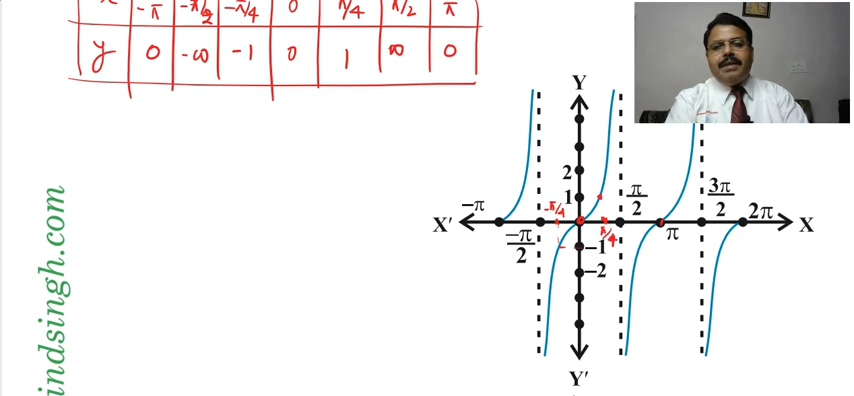 -π -π/2 -π/4 0 π/4 π/2 π
y 0 -∞ -1 0 1 ∞ 0
indsingh.com
Y
2
1
-π
-π/4
π/2
3π/2
2π
X'
X
-π/2
π/4
π
-1
-2
Y'